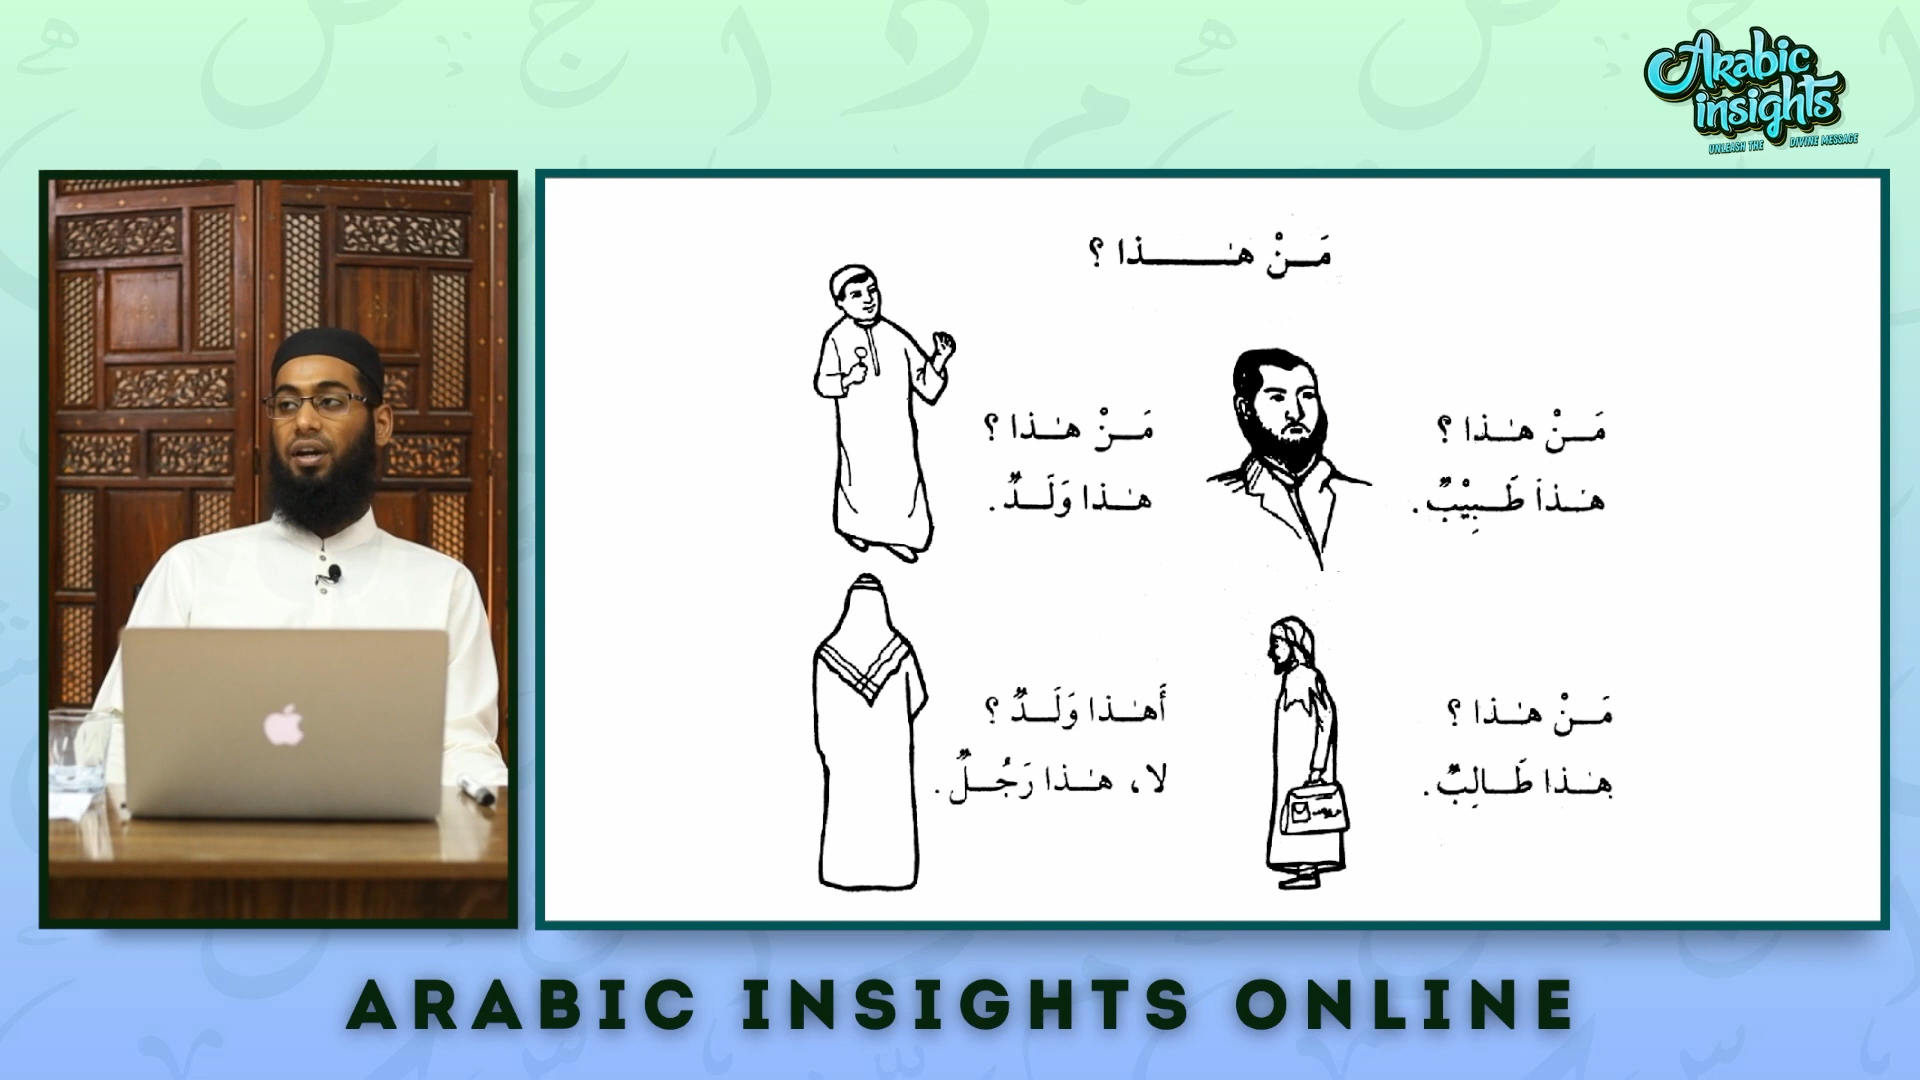 Arabic
insights
UNLEASH THE DIVINE MESSAGE
مَنْ هٰذا ؟
مَنْ هٰذا ؟
هٰذا طَبِيْبٌ .
مَنْ هٰذا ؟
هٰذا وَلَدٌ .
مَنْ هٰذا ؟
هٰذا طَالِبٌ .
أَهٰذا وَلَدٌ ؟
لا ، هٰذا رَجُلٌ .
ARABIC INSIGHTS ONLINE